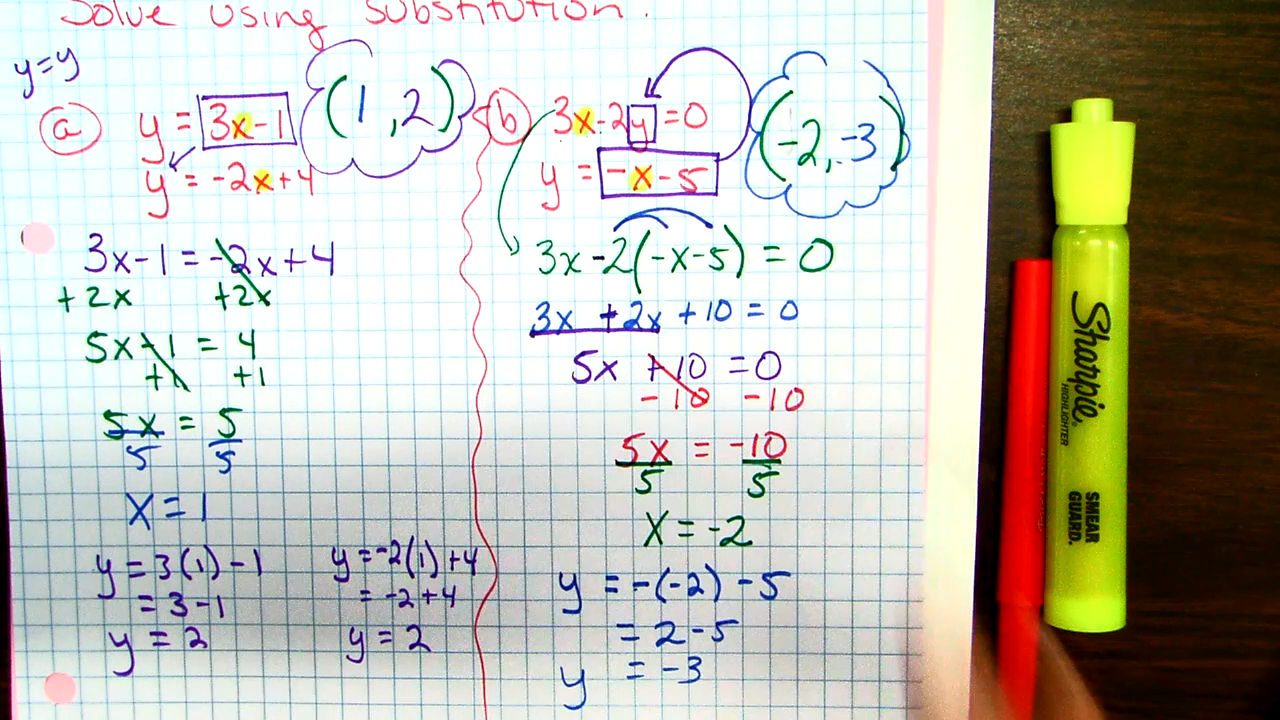 Solve using substitution.
y=y
(a) y = 3x-1
y = -2x+4
(1,2)
3x-1 = -2x+4
+2x +2x
5x-1 = 4
+1 +1
5x = 5
5 5
x = 1
y = 3(1)-1
= 3-1
y = 2
y = -2(1)+4
= -2+4
y = 2
(b) 3x-2y = 0
y = -x-5
(-2,-3)
3x-2(-x-5) = 0
3x +2x +10 = 0
5x +10 = 0
-10 -10
5x = -10
5 5
x = -2
y = -(-2)-5
= 2-5
y = -3
Sharpie
HIGHLIGHTER
SMEAR
GUARD.